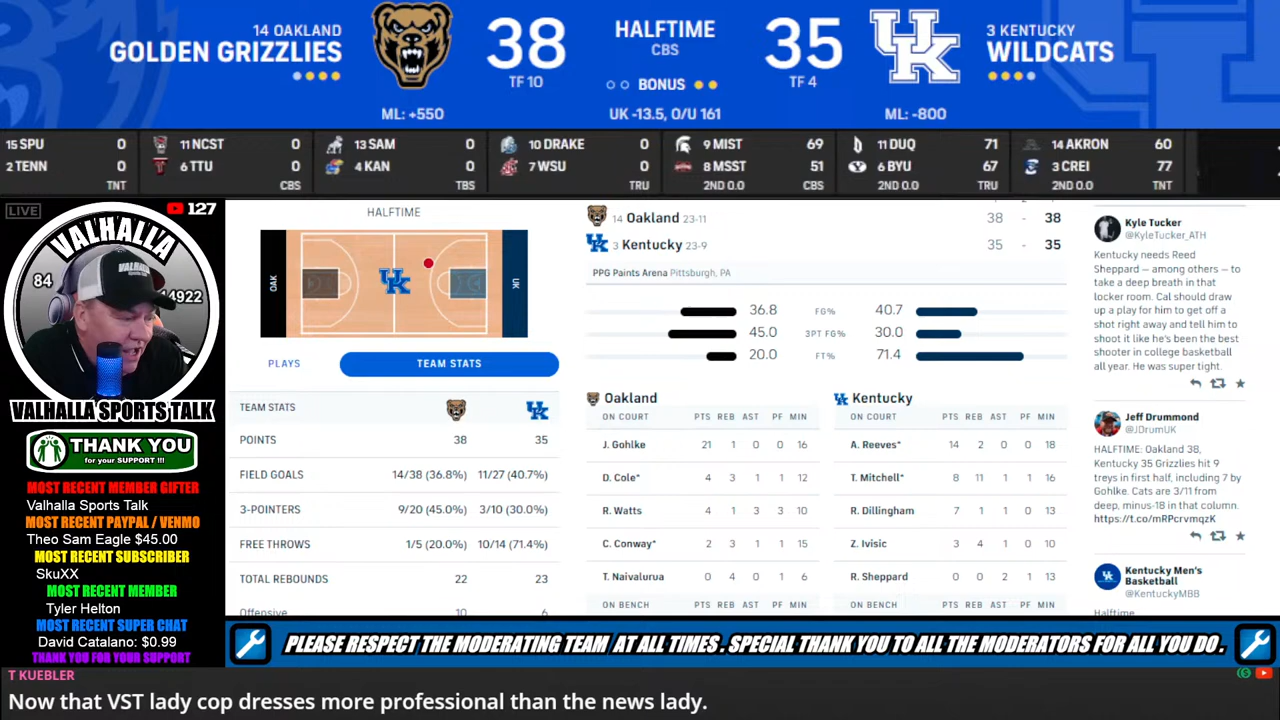 14 OAKLAND
GOLDEN GRIZZLIES
38
TF 10
ML: +550
HALFTIME
CBS
BONUS
UK -13.5, O/U 161
35
TF 4
3 KENTUCKY
WILDCATS
ML: -800
15 SPU 0
2 TENN 0
TNT
11 NCST 0
6 TTU 0
CBS
13 SAM 0
4 KAN 0
TBS
10 DRAKE 0
7 WSU 0
TRU
9 MIST 69
8 MSST 51
2ND 0.0 CBS
11 DUQ 71
6 BYU 67
2ND 0.0 TRU
14 AKRON 60
3 CREI 77
2ND 0.0 TNT
LIVE
127
VALHALLA
84
14922
VALHALLA SPORTS TALK
THANK YOU
for your SUPPORT !!!
MOST RECENT MEMBER GIFTER
Valhalla Sports Talk
MOST RECENT PAYPAL / VENMO
Theo Sam Eagle $45.00
MOST RECENT SUBSCRIBER
SkuXX
MOST RECENT MEMBER
Tyler Helton
MOST RECENT SUPER CHAT
David Catalano: $0.99
THANK YOU FOR YOUR SUPPORT
HALFTIME
OAK
UK
UK
PLAYS
TEAM STATS
TEAM STATS
POINTS 38 35
FIELD GOALS 14/38 (36.8%) 11/27 (40.7%)
3-POINTERS 9/20 (45.0%) 3/10 (30.0%)
FREE THROWS 1/5 (20.0%) 10/14 (71.4%)
TOTAL REBOUNDS 22 23
Offensive 10 6
14 Oakland 23-11 38 - 38
3 Kentucky 23-9 35 - 35
PPG Paints Arena Pittsburgh, PA
36.8 FG% 40.7
45.0 3PT FG% 30.0
20.0 FT% 71.4
Oakland
ON COURT PTS REB AST PF MIN
J. Gohlke 21 1 0 0 16
D. Cole* 4 3 1 1 12
R. Watts 4 1 3 3 10
C. Conway* 2 3 1 1 15
T. Naivalurua 0 4 0 1 6
ON BENCH PTS REB AST PF MIN
Kentucky
ON COURT PTS REB AST PF MIN
A. Reeves* 14 2 0 0 18
T. Mitchell* 8 11 1 1 16
R. Dillingham 7 1 1 0 13
Z. Ivisic 3 4 1 0 10
R. Sheppard 0 0 2 1 13
ON BENCH PTS REB AST PF MIN
Kyle Tucker
@KyleTucker_ATH
Kentucky needs Reed
Sheppard — among others — to
take a deep breath in that
locker room. Cal should draw
up a play for him to get off a
shot right away and tell him to
shoot it like he's been the best
shooter in college basketball
all year. He was super tight.
Jeff Drummond
@JDrumUK
HALFTIME: Oakland 38,
Kentucky 35 Grizzlies hit 9
treys in first half, including 7 by
Gohlke. Cats are 3/11 from
deep, minus-18 in that column.
https://t.co/mRPcrvmqzK
Kentucky Men's
Basketball
@KentuckyMBB
Halftime
PLEASE RESPECT THE MODERATING TEAM AT ALL TIMES . SPECIAL THANK YOU TO ALL THE MODERATORS FOR ALL YOU DO .
T KUEBLER
Now that VST lady cop dresses more professional than the news lady.